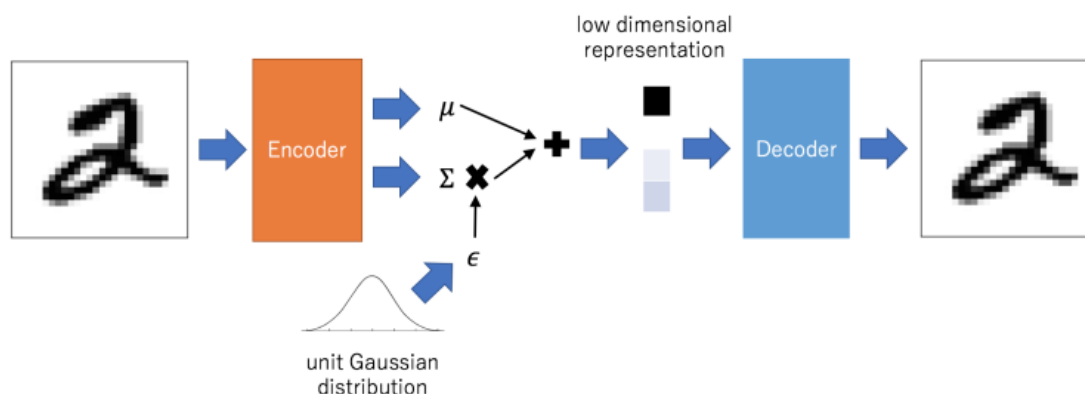 low dimensional
representation
Encoder
μ
Σ
ϵ
Decoder
unit Gaussian
distribution